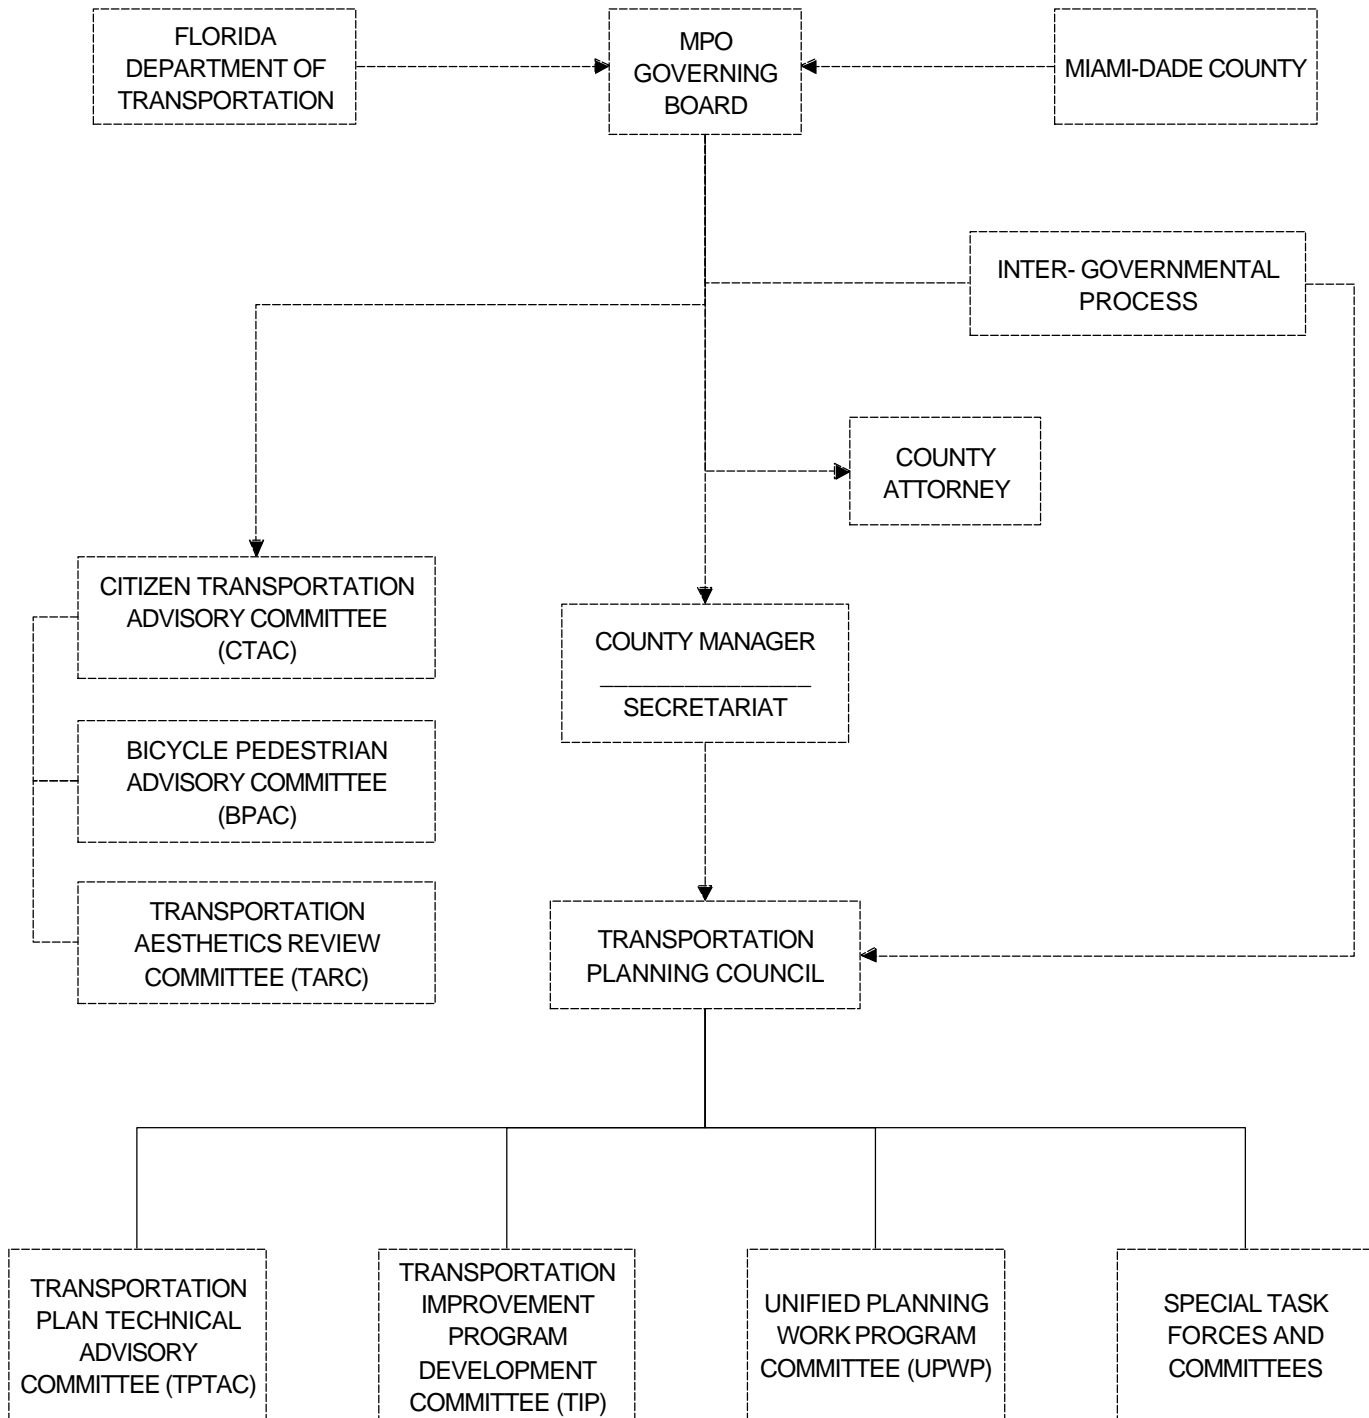 FLORIDA
DEPARTMENT OF
TRANSPORTATION
MPO
GOVERNING
BOARD
MIAMI-DADE COUNTY
INTER- GOVERNMENTAL
PROCESS
COUNTY
ATTORNEY
CITIZEN TRANSPORTATION
ADVISORY COMMITTEE
(CTAC)
COUNTY MANAGER
SECRETARIAT
BICYCLE PEDESTRIAN
ADVISORY COMMITTEE
(BPAC)
TRANSPORTATION
AESTHETICS REVIEW
COMMITTEE (TARC)
TRANSPORTATION
PLANNING COUNCIL
TRANSPORTATION
PLAN TECHNICAL
ADVISORY
COMMITTEE (TPTAC)
TRANSPORTATION
IMPROVEMENT
PROGRAM
DEVELOPMENT
COMMITTEE (TIP)
UNIFIED PLANNING
WORK PROGRAM
COMMITTEE (UPWP)
SPECIAL TASK
FORCES AND
COMMITTEES